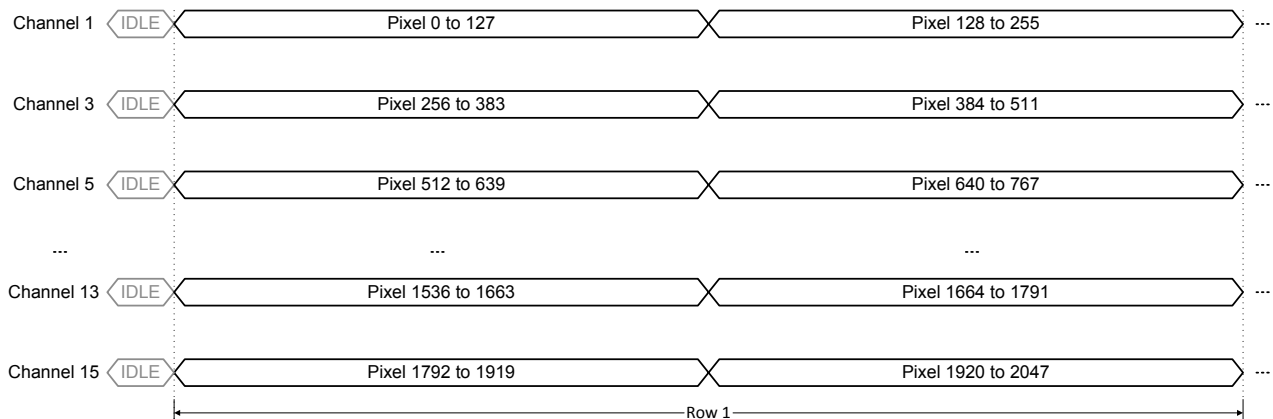 Channel 1 IDLE Pixel 0 to 127 Pixel 128 to 255 ---
Channel 3 IDLE Pixel 256 to 383 Pixel 384 to 511 ---
Channel 5 IDLE Pixel 512 to 639 Pixel 640 to 767 ---
--- --- ---
Channel 13 IDLE Pixel 1536 to 1663 Pixel 1664 to 1791 ---
Channel 15 IDLE Pixel 1792 to 1919 Pixel 1920 to 2047 ---
Row 1